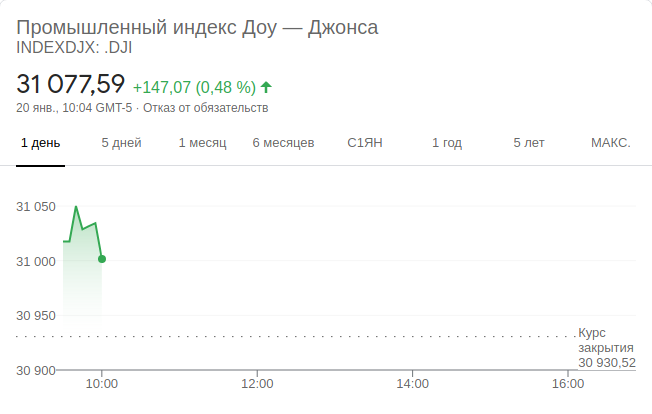 Промышленный индекс Доу — Джонса
INDEXDJX: .DJI
31 077,59 +147,07 (0,48 %)
20 янв., 10:04 GMT-5 · Отказ от обязательств
1 день 5 дней 1 месяц 6 месяцев С1ЯН 1 год 5 лет МАКС.
31 050
31 000
30 950
Курс
закрытия
30 930,52
30 900
10:00 12:00 14:00 16:00